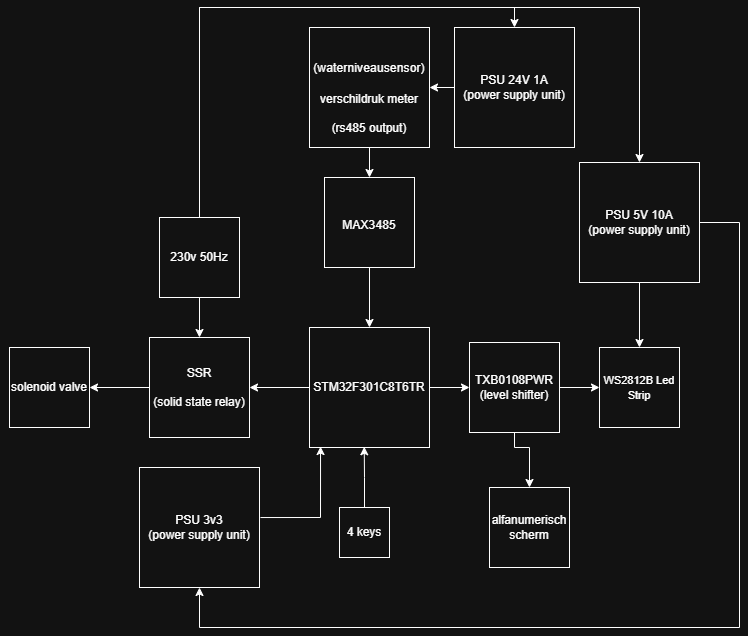 (waterniveausensor)
verschildruk meter
(rs485 output)
PSU 24V 1A
(power supply unit)
PSU 5V 10A
(power supply unit)
MAX3485
230v 50Hz
solenoid valve
SSR
(solid state relay)
STM32F301C8T6TR
TXB0108PWR
(level shifter)
WS2812B Led
Strip
PSU 3v3
(power supply unit)
4 keys
alfanumerisch
scherm